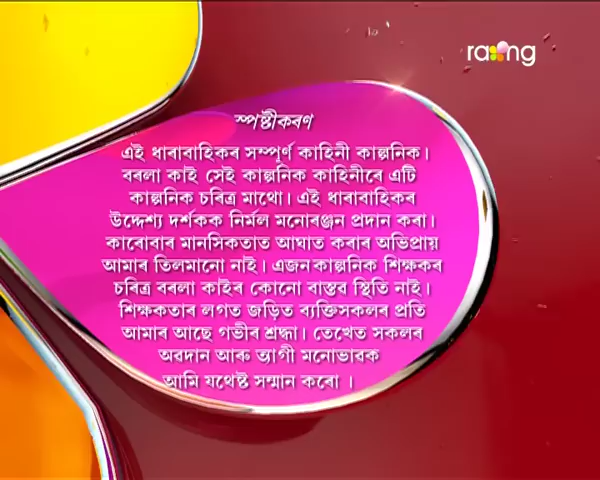 rang
স্পষ্টীকৰণ
এই ধাৰাবাহিকৰ সম্পূৰ্ণ কাহিনী কাল্পনিক।
বৰলা কাই সেই কাল্পনিক কাহিনীৰে এটি
কাল্পনিক চৰিত্ৰ মাথো। এই ধাৰাবাহিকৰ
উদ্দেশ্য দৰ্শকক নিৰ্মল মনোৰঞ্জন প্ৰদান কৰা।
কাৰোবাৰ মানসিকতাত আঘাত কৰাৰ অভিপ্ৰায়
আমাৰ তিলমানো নাই। এজন কাল্পনিক শিক্ষকৰ
চৰিত্ৰ বৰলা কাইৰ কোনো বাস্তৱ স্থিতি নাই।
শিক্ষকতাৰ লগত জড়িত ব্যক্তিসকলৰ প্ৰতি
আমাৰ আছে গভীৰ শ্ৰদ্ধা। তেখেত সকলৰ
অৱদান আৰু ত্যাগী মনোভাৱক
আমি যথেষ্ট সন্মান কৰো ।